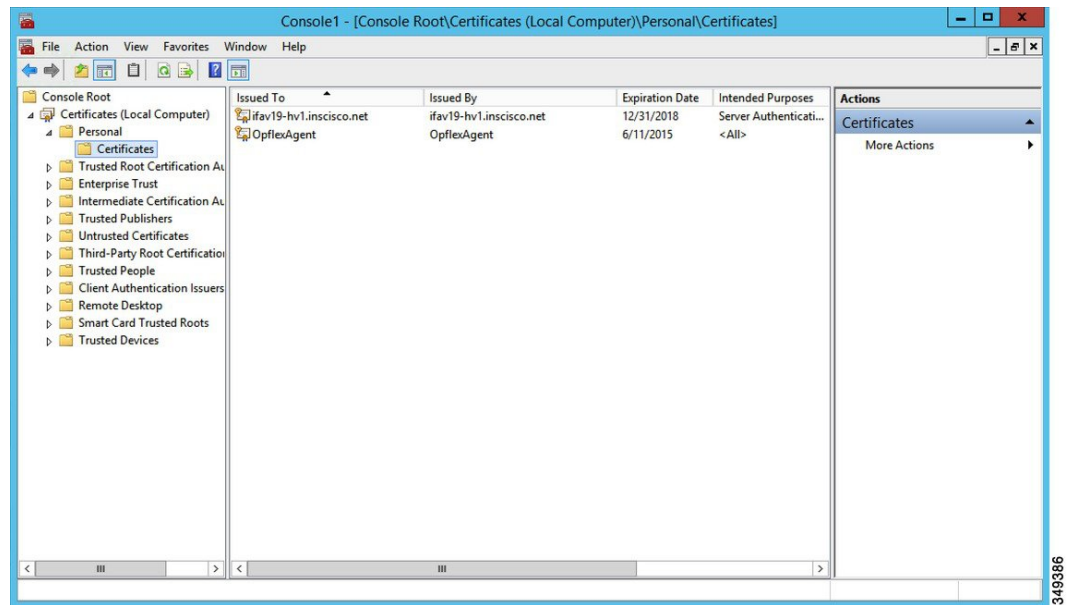 Console1 - [Console Root\Certificates (Local Computer)\Personal\Certificates]
File Action View Favorites Window Help
Console Root
Certificates (Local Computer)
Personal
Certificates
Trusted Root Certification Au
Enterprise Trust
Intermediate Certification Au
Trusted Publishers
Untrusted Certificates
Third-Party Root Certification
Trusted People
Client Authentication Issuers
Remote Desktop
Smart Card Trusted Roots
Trusted Devices
Issued To Issued By Expiration Date Intended Purposes
ifav19-hv1.inscisco.net ifav19-hv1.inscisco.net 12/31/2018 Server Authenticati...
OpflexAgent OpflexAgent 6/11/2015 <All>
Actions
Certificates
More Actions
349386